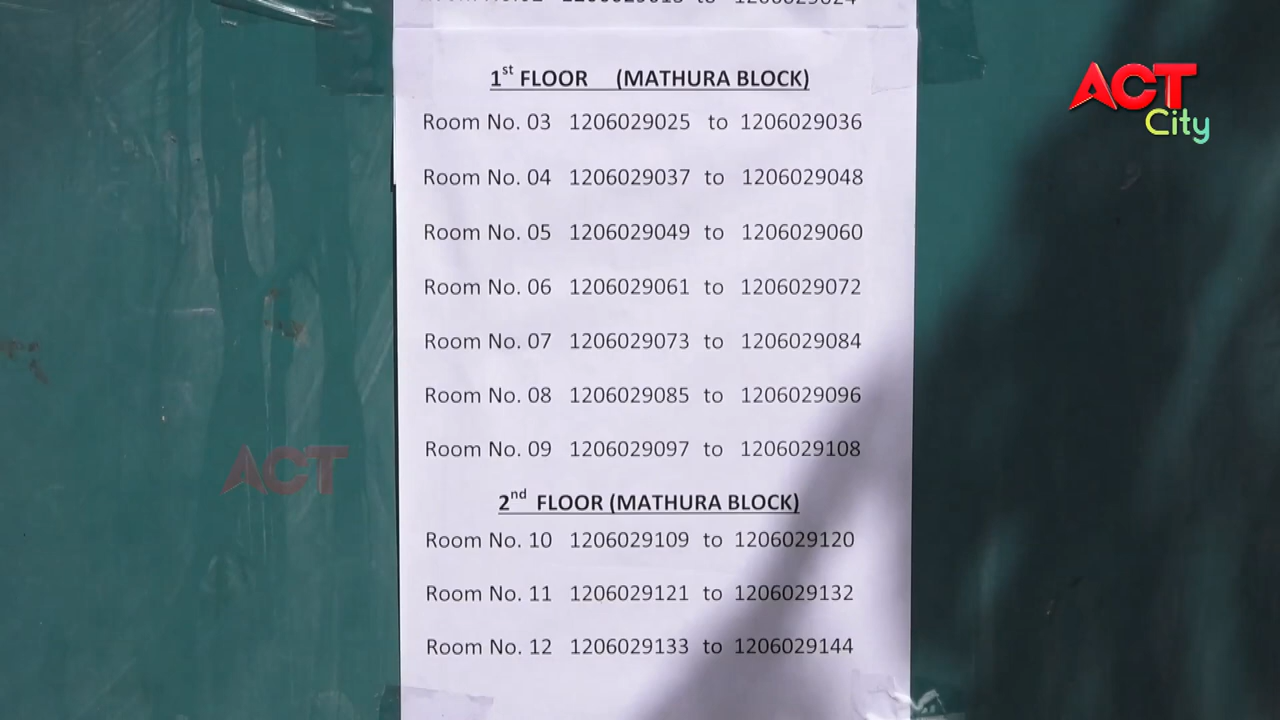 1st FLOOR (MATHURA BLOCK)
Room No. 03 1206029025 to 1206029036
Room No. 04 1206029037 to 1206029048
Room No. 05 1206029049 to 1206029060
Room No. 06 1206029061 to 1206029072
Room No. 07 1206029073 to 1206029084
Room No. 08 1206029085 to 1206029096
Room No. 09 1206029097 to 1206029108
2nd FLOOR (MATHURA BLOCK)
Room No. 10 1206029109 to 1206029120
Room No. 11 1206029121 to 1206029132
Room No. 12 1206029133 to 1206029144
ACT
City
ACT